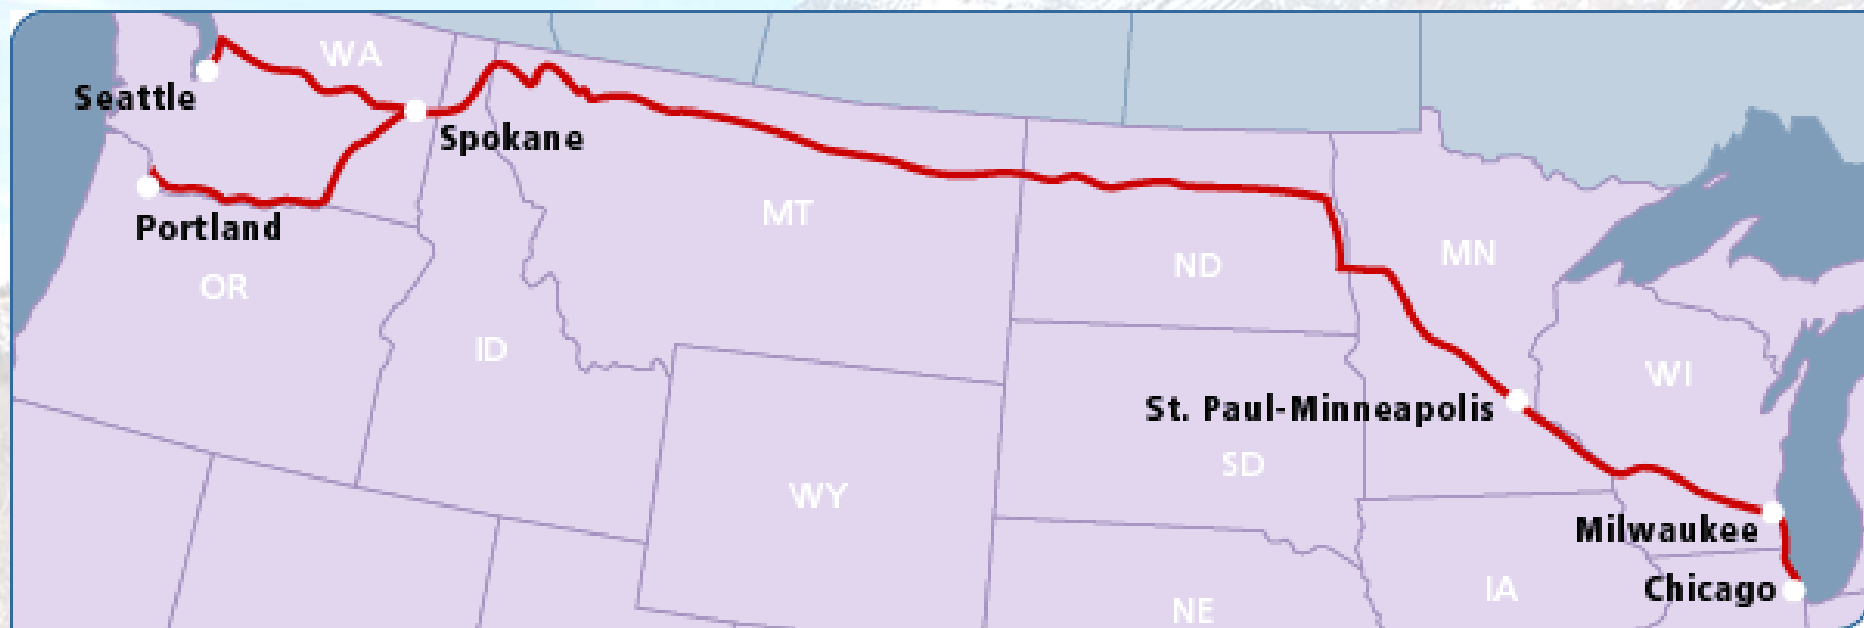 WA
Seattle
Spokane
MT
Portland
ND
MN
OR
ID
WI
St. Paul-Minneapolis
SD
WY
Milwaukee
Chicago
IA
NE